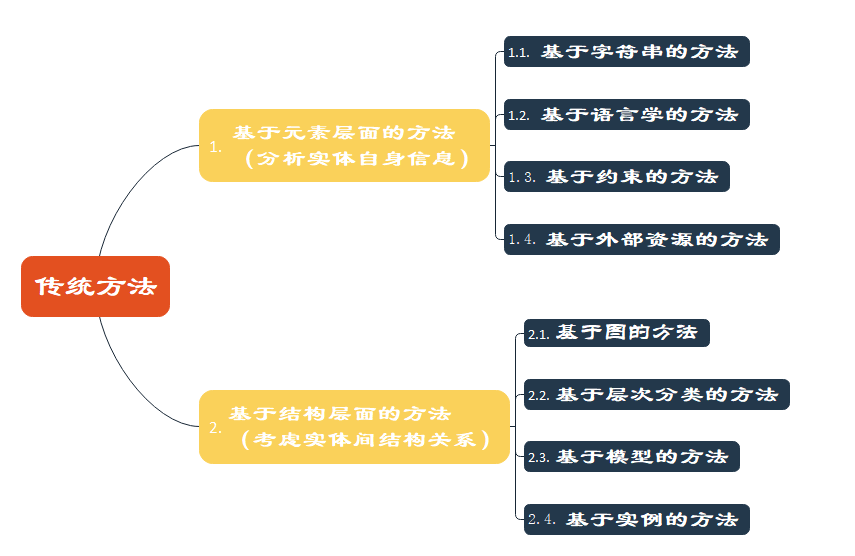 传统方法
1. 基于元素层面的方法
（分析实体自身信息）
1.1. 基于字符串的方法
1.2. 基于语言学的方法
1.3. 基于约束的方法
1.4. 基于外部资源的方法
2. 基于结构层面的方法
（考虑实体间结构关系）
2.1. 基于图的方法
2.2. 基于层次分类的方法
2.3. 基于模型的方法
2.4. 基于实例的方法